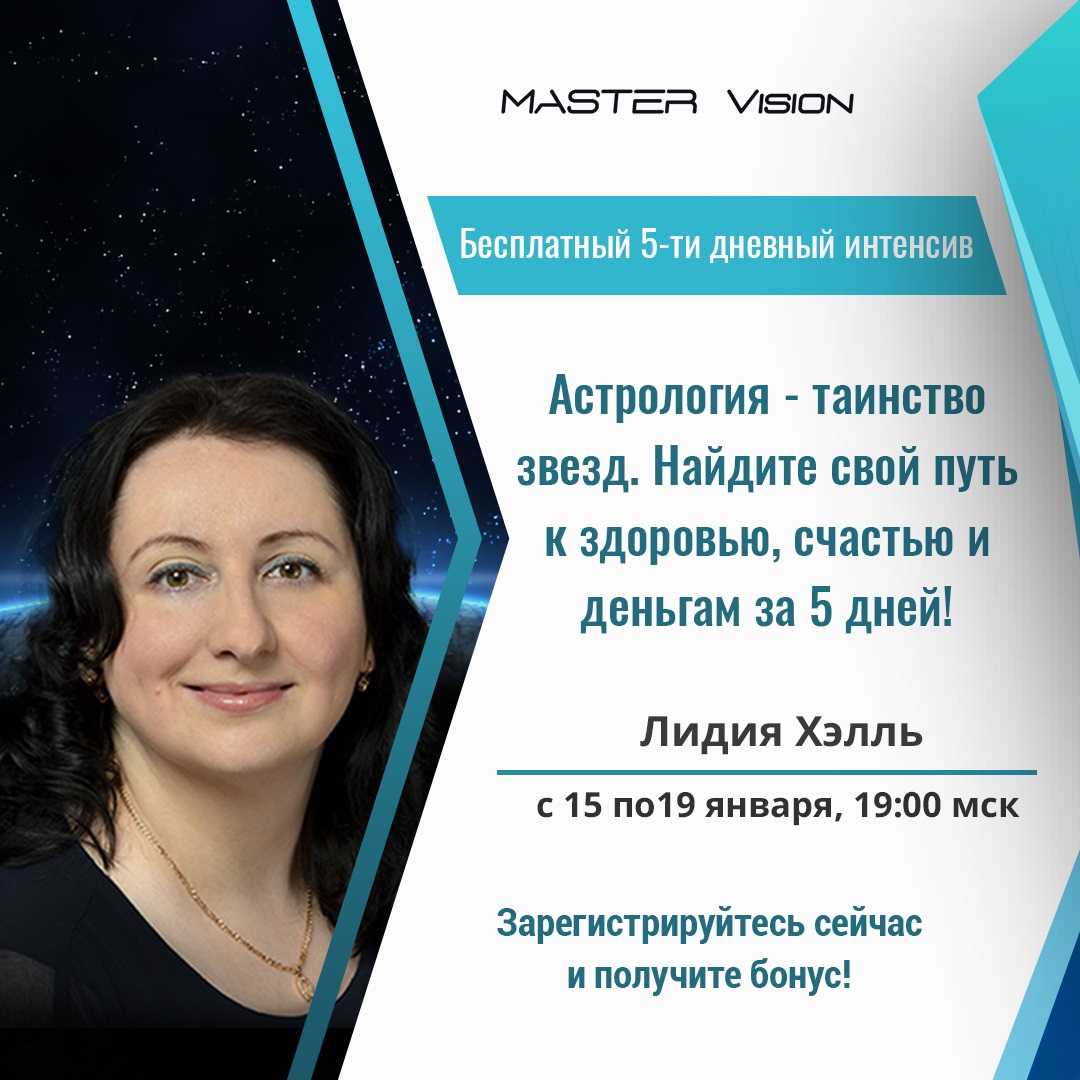 MASTER VISION
Бесплатный 5-ти дневный интенсив
Астрология - таинство
звезд. Найдите свой путь
к здоровью, счастью и
деньгам за 5 дней!
Лидия Хэлль
с 15 по19 января, 19:00 мск
Зарегистрируйтесь сейчас
и получите бонус!